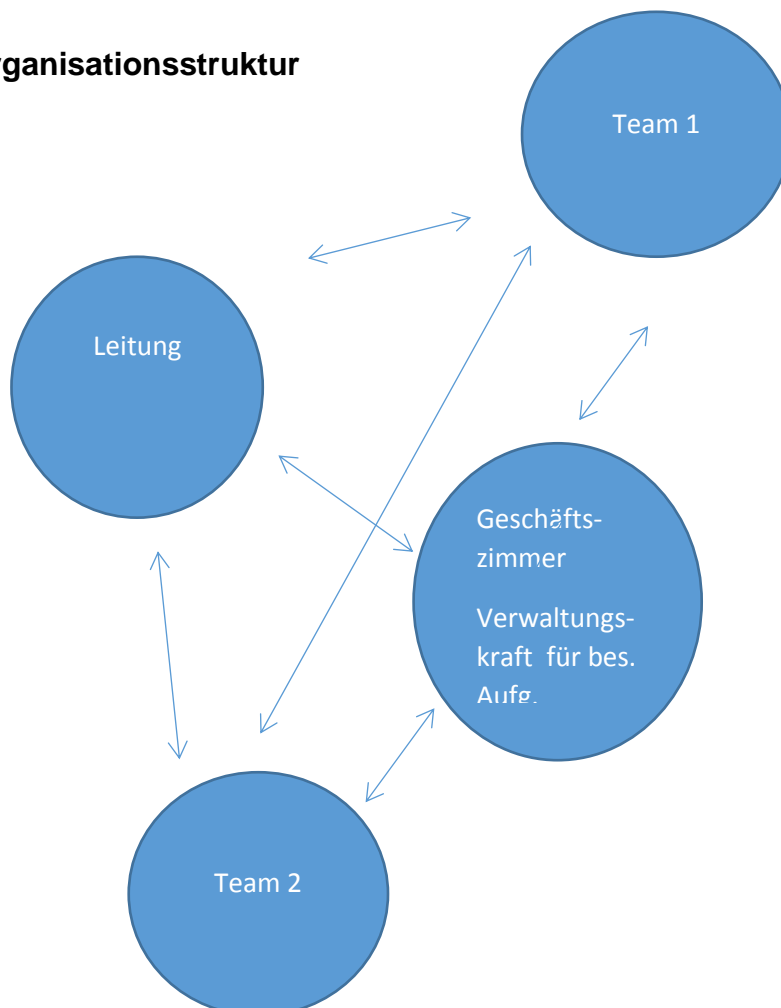 rganisationsstruktur
Team 1
Leitung
Geschäfts-
zimmer
Verwaltungs-
kraft für bes.
Aufg.
Team 2